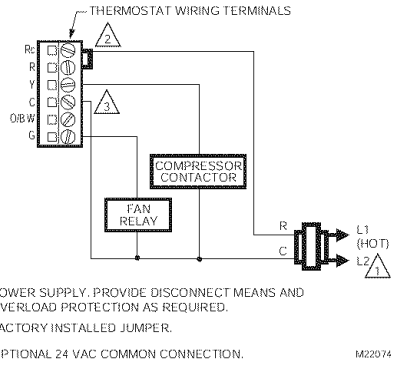 THERMOSTAT WIRING TERMINALS
2
Rc
R
Y
C
3
O/B W
G
COMPRESSOR
CONTACTOR
FAN
RELAY
R
L1
(HOT)
C
L2
1
OWER SUPPLY. PROVIDE DISCONNECT MEANS AND
VERLOAD PROTECTION AS REQUIRED.
ACTORY INSTALLED JUMPER.
PTIONAL 24 VAC COMMON CONNECTION.
M22074